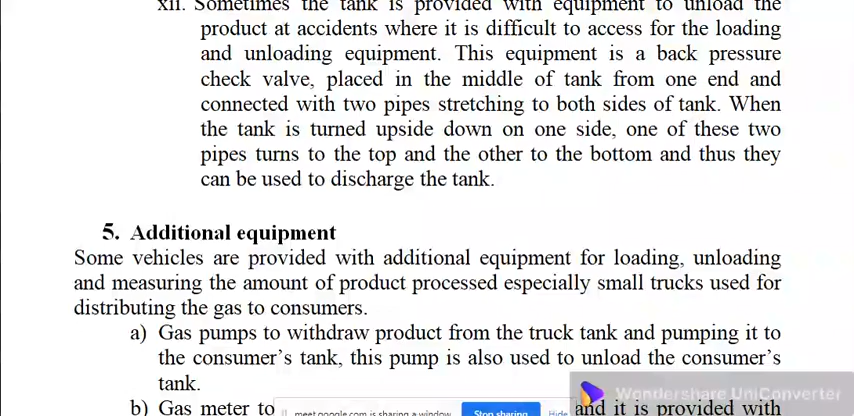 xii. Sometimes the tank is provided with equipment to unload the
product at accidents where it is difficult to access for the loading
and unloading equipment. This equipment is a back pressure
check valve, placed in the middle of tank from one end and
connected with two pipes stretching to both sides of tank. When
the tank is turned upside down on one side, one of these two
pipes turns to the top and the other to the bottom and thus they
can be used to discharge the tank.
5. Additional equipment
Some vehicles are provided with additional equipment for loading, unloading
and measuring the amount of product processed especially small trucks used for
distributing the gas to consumers.
a) Gas pumps to withdraw product from the truck tank and pumping it to
the consumer's tank, this pump is also used to unload the consumer's
tank.
Wondershare UniConverter
b) Gas meter to and it is provided with
meet.google.com is sharing a window. Stop sharing Hide